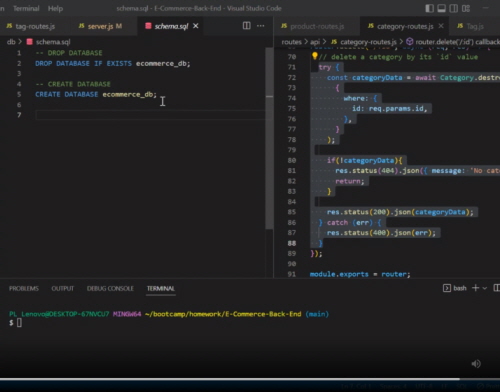 Terminal Help
schema.sql - E-Commerce-Back-End - Visual Studio Code
tag-routes.js
server.js M
schema.sql X
product-routes.js
category-routes.js X
Tag.js
db > schema.sql
routes > api > category-routes.js > router.delete('/:id') callback
1 -- DROP DATABASE
2 DROP DATABASE IF EXISTS ecommerce_db;
3
4 -- CREATE DATABASE
5 CREATE DATABASE ecommerce_db;
6
7
70 // delete a category by its `id` value
71 try {
72 const categoryData = await Category.destr
73 {
74 where: {
75 id: req.params.id,
76 },
77 }
78 );
79
80 if(!categoryData){
81 res.status(404).json({ message: 'No cat
82 return;
83 }
84
85 res.status(200).json(categoryData);
86 } catch (err) {
87 res.status(400).json(err);
88 }
89 });
90
91 module.exports = router;
PROBLEMS OUTPUT DEBUG CONSOLE TERMINAL
bash
PL_Lenovo@DESKTOP-67NVCU7 MINGW64 ~/bootcamp/homework/E-Commerce-Back-End (main)
$